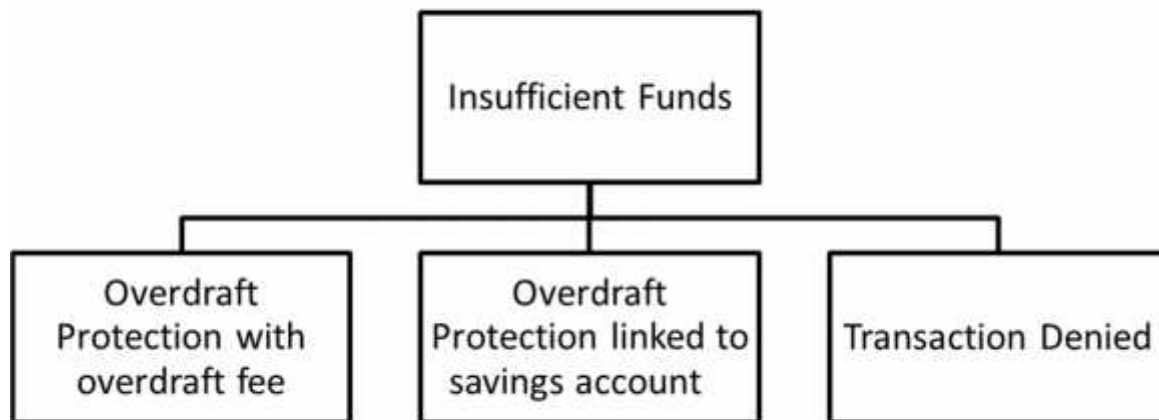 Insufficient Funds
Overdraft
Protection with
overdraft fee
Overdraft
Protection linked to
savings account
Transaction Denied